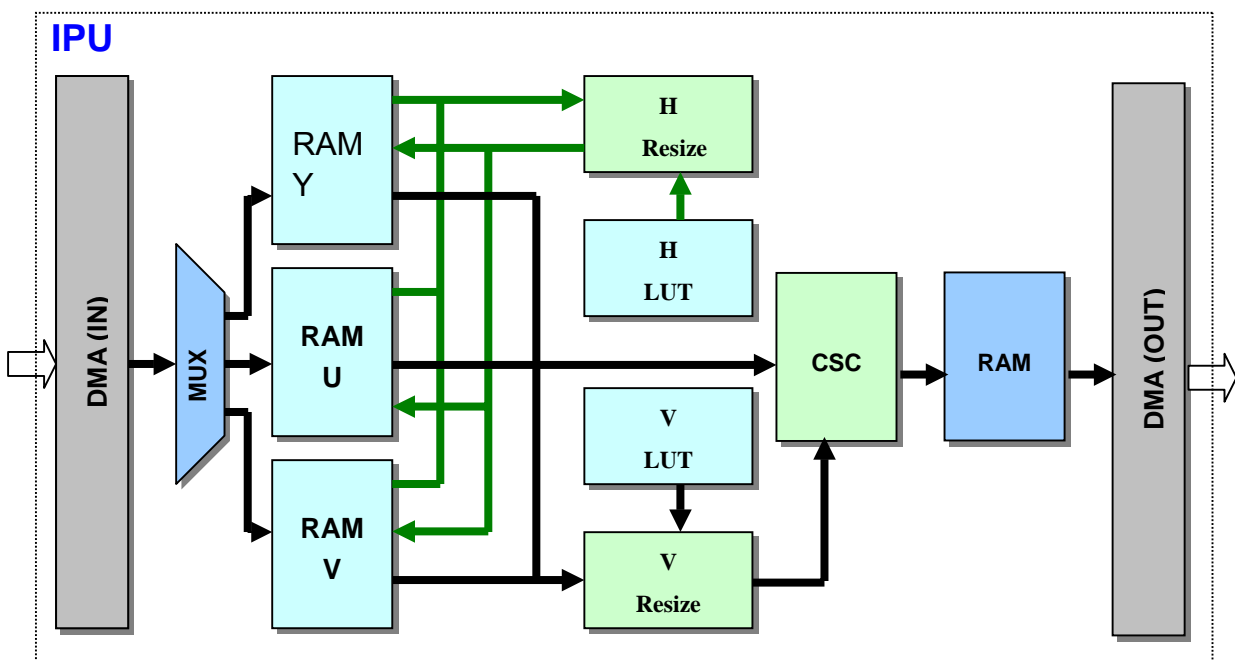 IPU
DMA (IN)
MUX
RAM
Y
RAM
U
RAM
V
H
Resize
H
LUT
V
LUT
V
Resize
CSC
RAM
DMA (OUT)